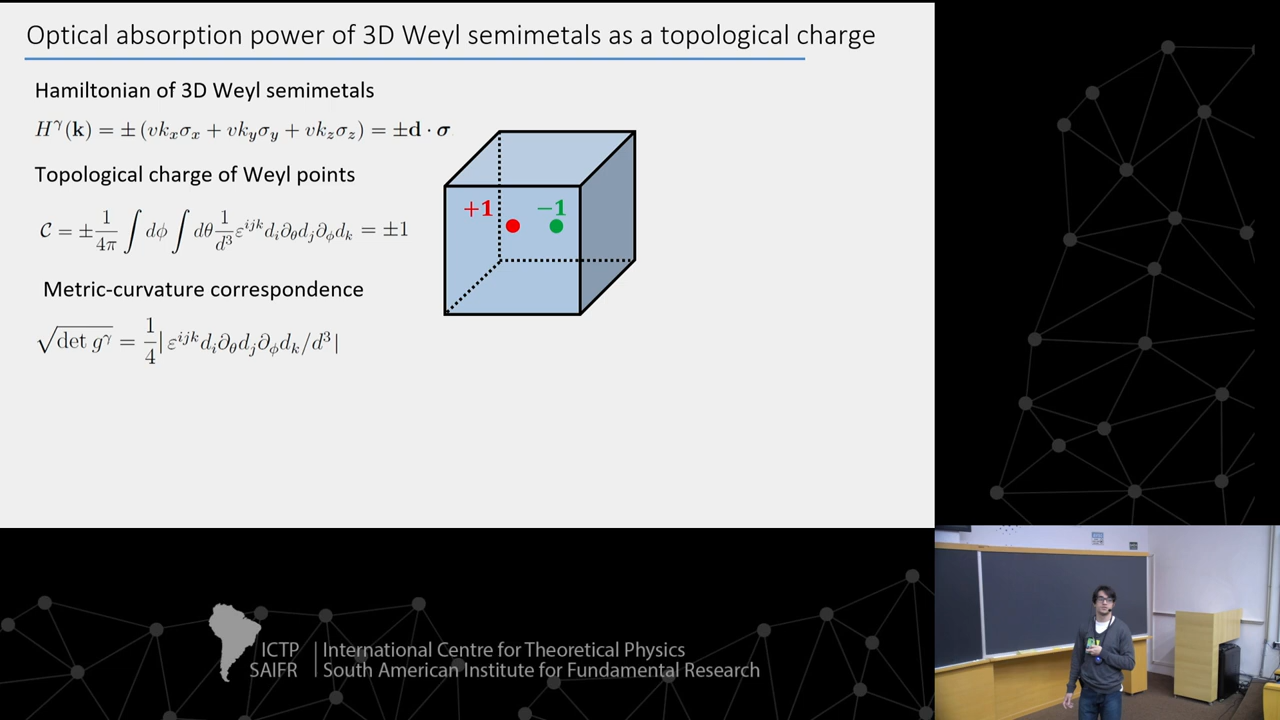 Optical absorption power of 3D Weyl semimetals as a topological charge
Hamiltonian of 3D Weyl semimetals
H^γ(𝐤) = ± (vk_xσ_x + vk_yσ_y + vk_zσ_z) = ±𝐝 · 𝝈
Topological charge of Weyl points
𝒞 = ± 1/4π ∫ dϕ ∫ dθ 1/d³ ε^{ijk} d_i ∂_θ d_j ∂_ϕ d_k = ±1
+1 −1
Metric-curvature correspondence
√det g^γ = 1/4 | ε^{ijk} d_i ∂_θ d_j ∂_ϕ d_k/d³ |
ICTP
SAIFR
International Centre for Theoretical Physics
South American Institute for Fundamental Research